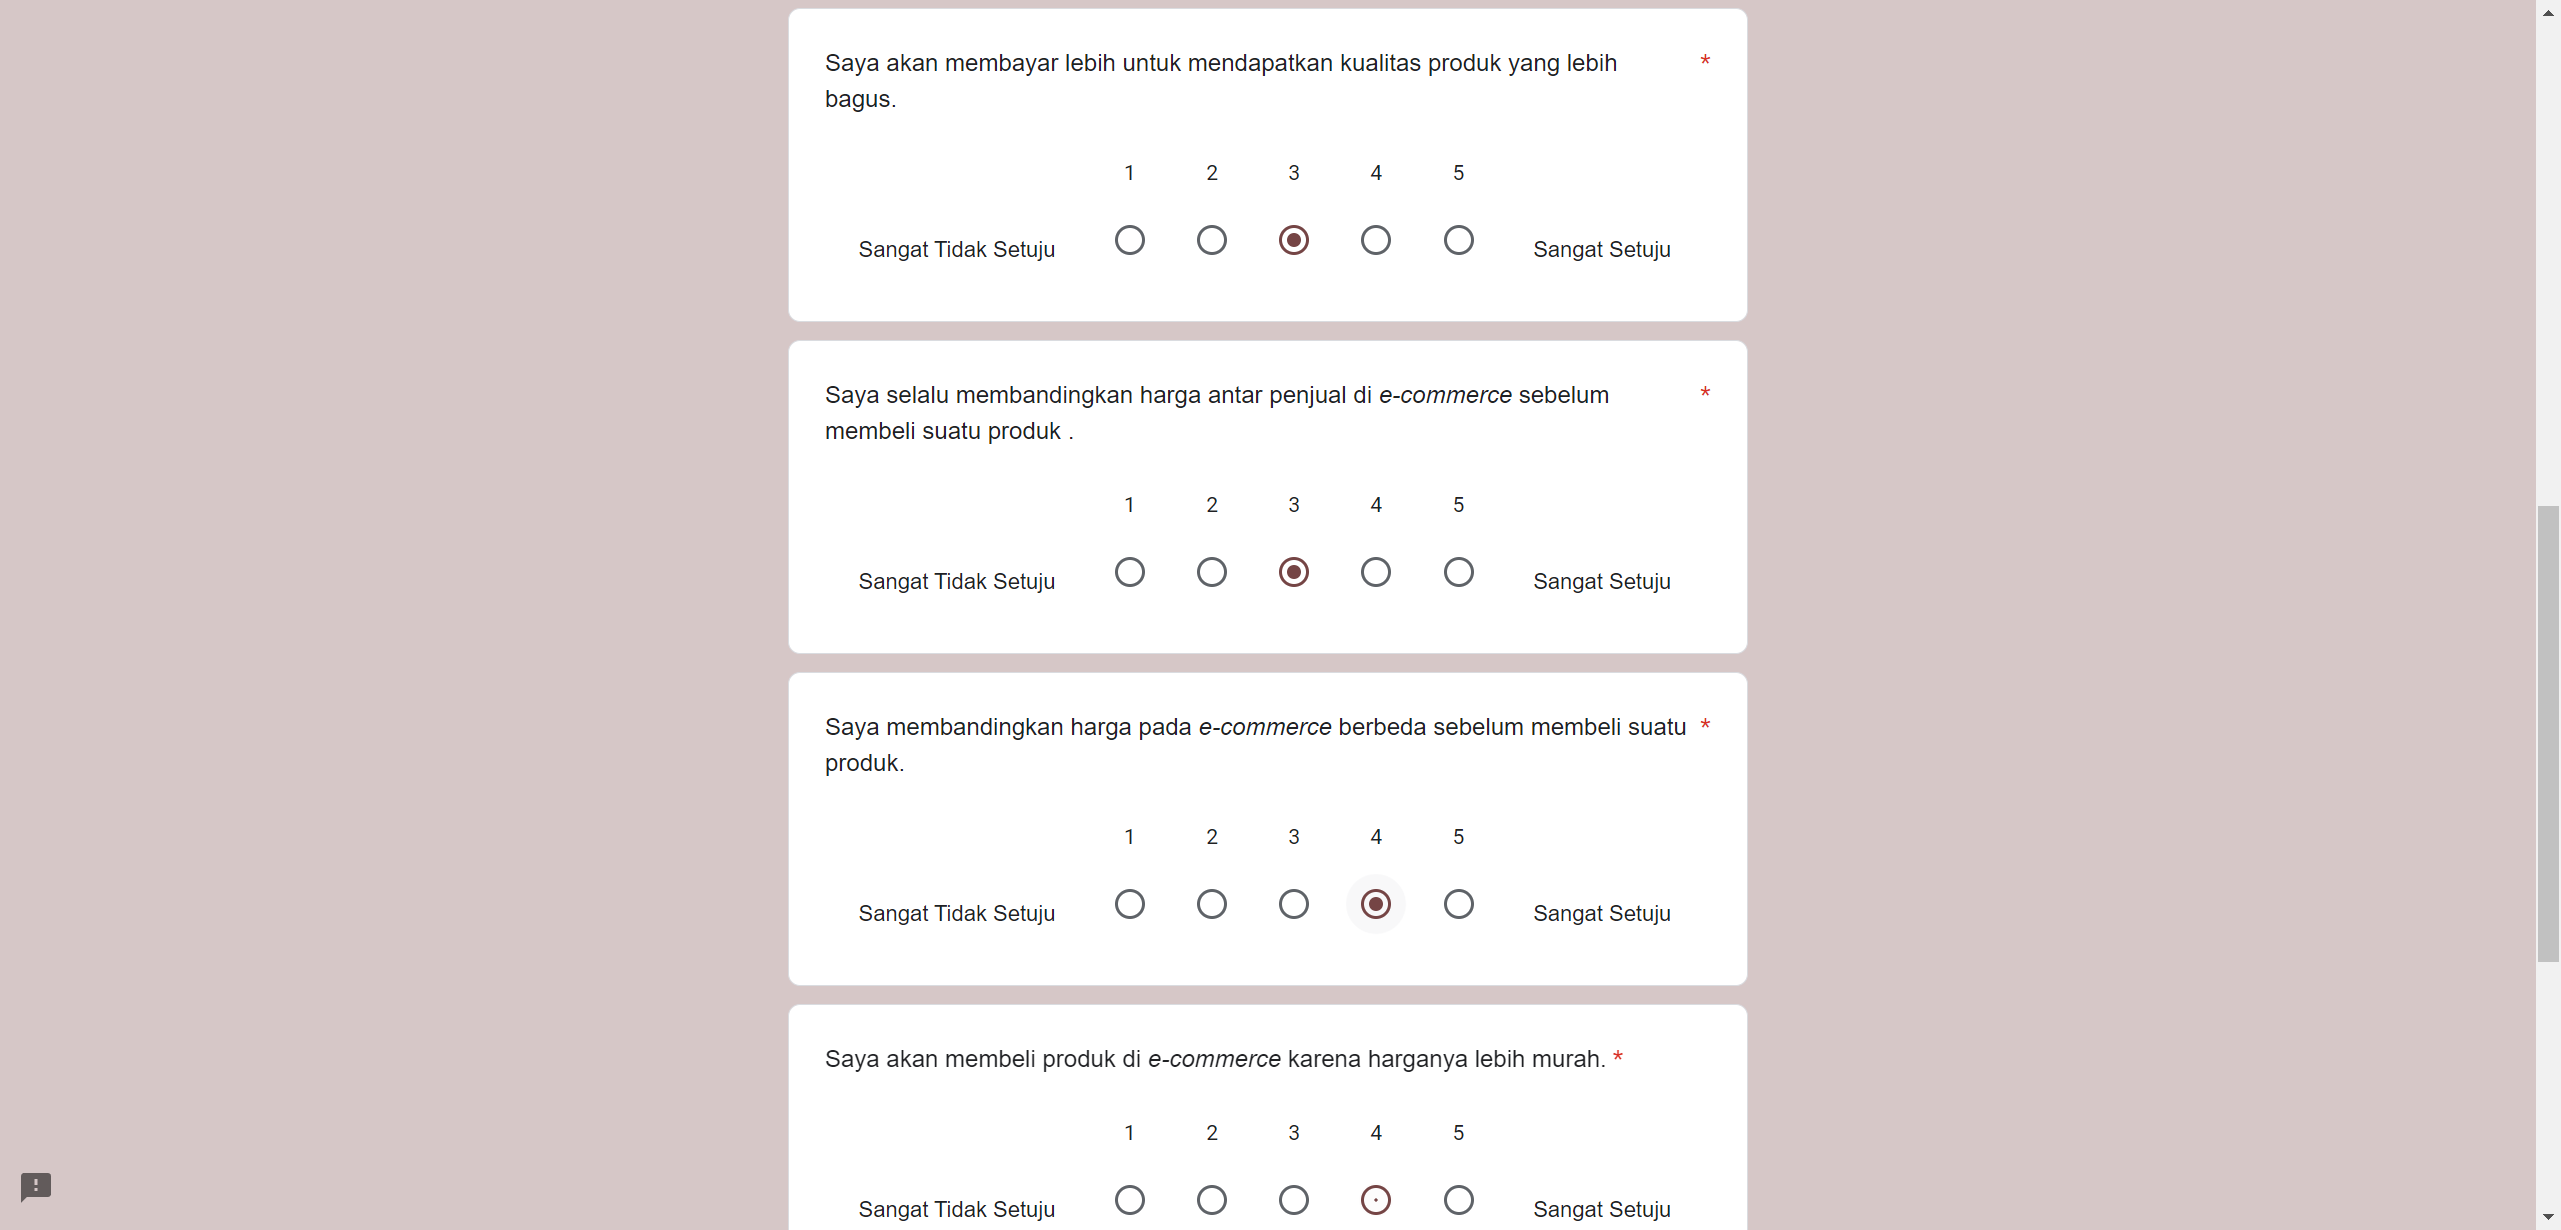 Saya akan membayar lebih untuk mendapatkan kualitas produk yang lebih *
bagus.
1 2 3 4 5
Sangat Tidak Setuju Sangat Setuju
Saya selalu membandingkan harga antar penjual di e-commerce sebelum *
membeli suatu produk .
1 2 3 4 5
Sangat Tidak Setuju Sangat Setuju
Saya membandingkan harga pada e-commerce berbeda sebelum membeli suatu *
produk.
1 2 3 4 5
Sangat Tidak Setuju Sangat Setuju
Saya akan membeli produk di e-commerce karena harganya lebih murah. *
1 2 3 4 5
Sangat Tidak Setuju Sangat Setuju